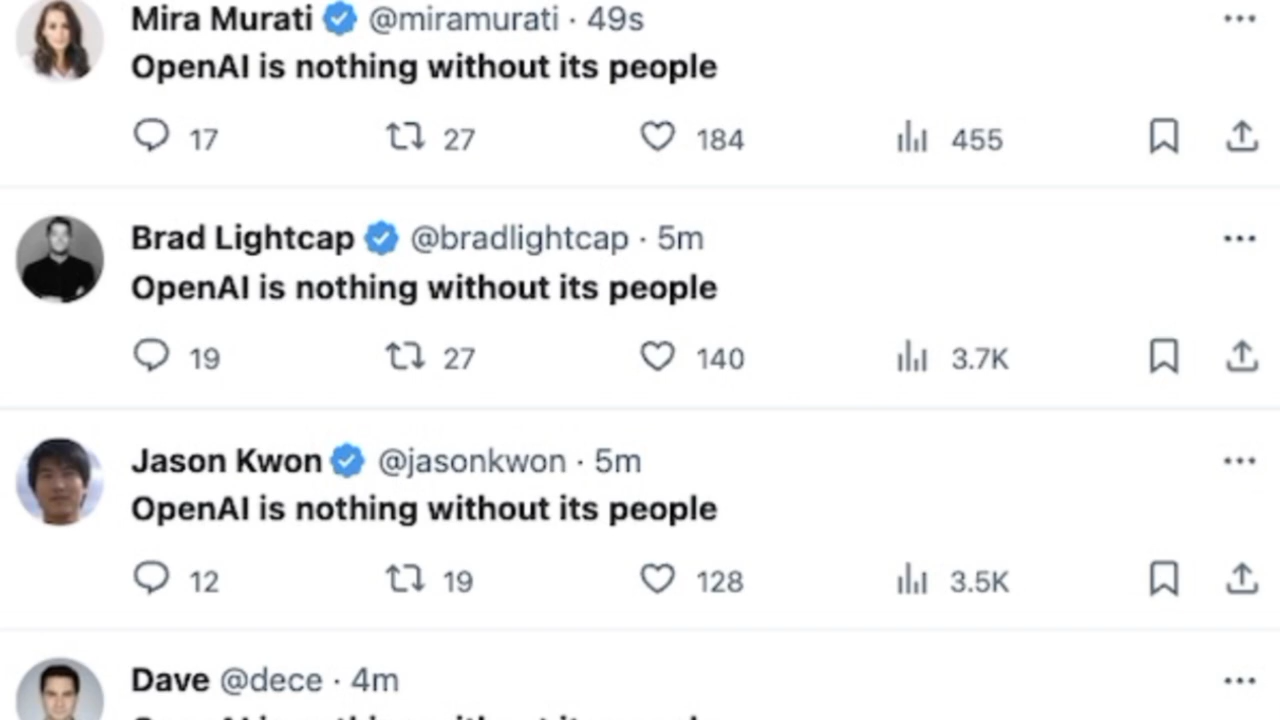 Mira Murati @miramurati · 49s
OpenAI is nothing without its people
17 27 184 455
Brad Lightcap @bradlightcap · 5m
OpenAI is nothing without its people
19 27 140 3.7K
Jason Kwon @jasonkwon · 5m
OpenAI is nothing without its people
12 19 128 3.5K
Dave @dece · 4m